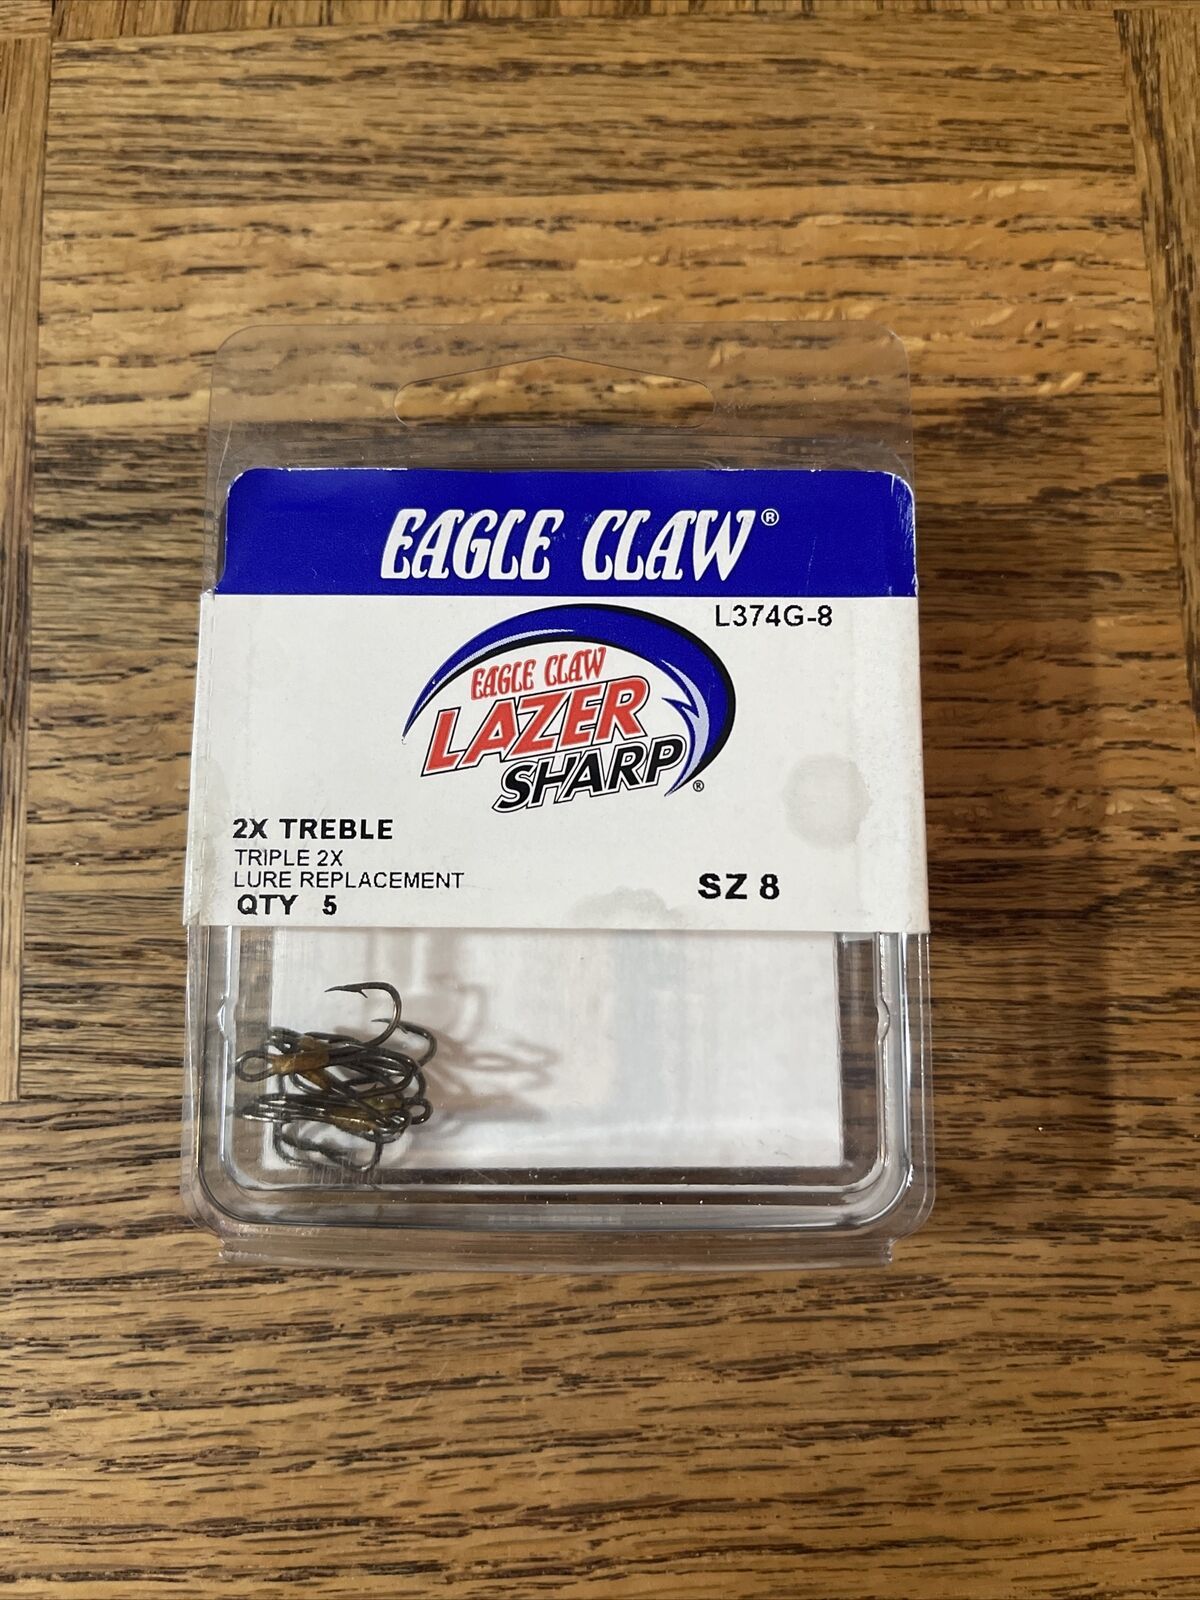 EAGLE CLAW®
L374G-8
EAGLE CLAW
LAZER
SHARP®
2X TREBLE
TRIPLE 2X
LURE REPLACEMENT
SZ 8
QTY 5